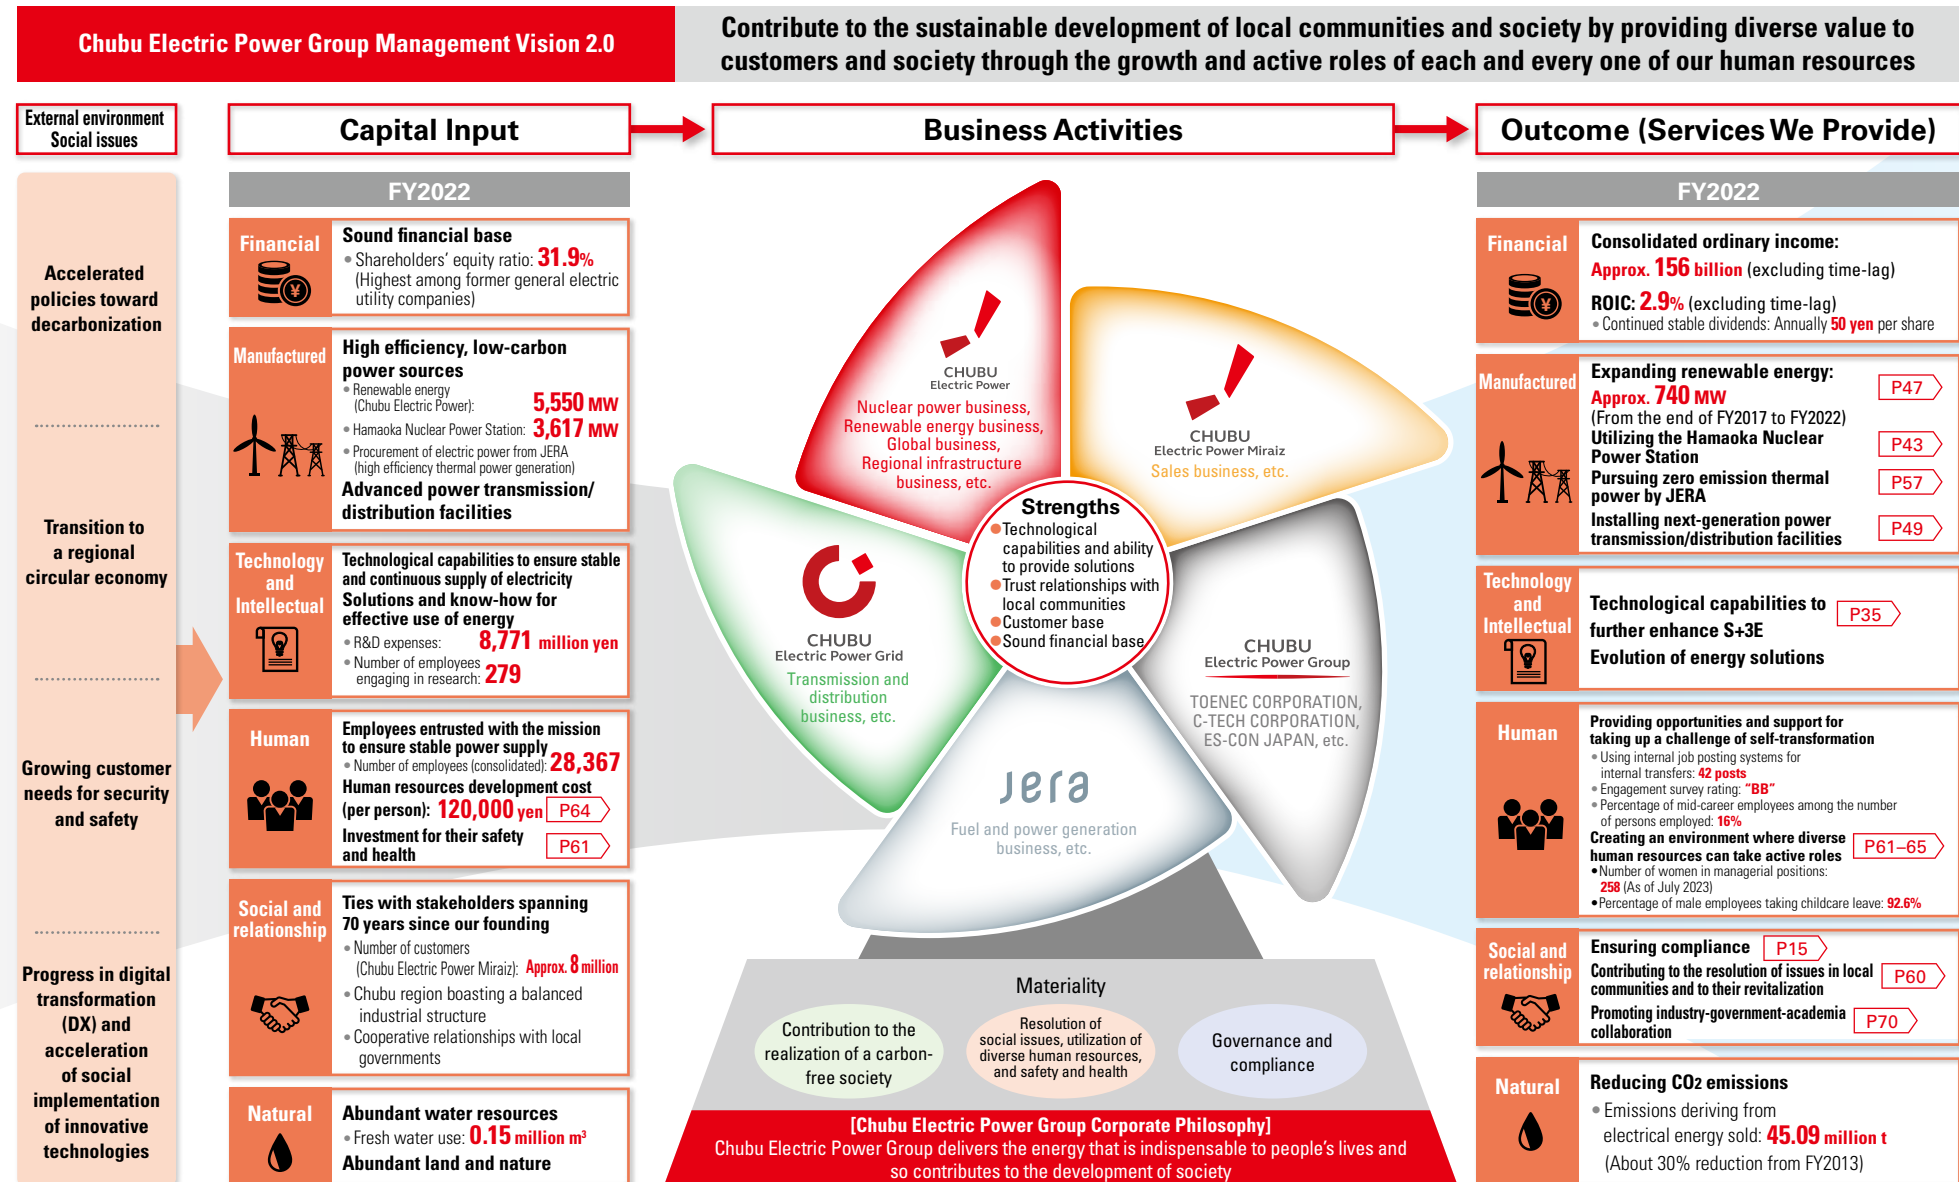 Chubu Electric Power Group Management Vision 2.0
Contribute to the sustainable development of local communities and society by providing diverse value to
customers and society through the growth and active roles of each and every one of our human resources
External environment
Social issues
Accelerated
policies toward
decarbonization
Transition to
a regional
circular economy
Growing customer
needs for security
and safety
Progress in digital
transformation
(DX) and
acceleration
of social
implementation
of innovative
technologies
Capital Input
FY2022
Financial
Sound financial base
• Shareholders' equity ratio: 31.9%
(Highest among former general electric
utility companies)
Manufactured
High efficiency, low-carbon
power sources
• Renewable energy
(Chubu Electric Power): 5,550 MW
• Hamaoka Nuclear Power Station: 3,617 MW
• Procurement of electric power from JERA
(high efficiency thermal power generation)
Advanced power transmission/
distribution facilities
Technology
and
Intellectual
Technological capabilities to ensure stable
and continuous supply of electricity
Solutions and know-how for
effective use of energy
• R&D expenses: 8,771 million yen
• Number of employees
engaging in research: 279
Human
Employees entrusted with the mission
to ensure stable power supply
• Number of employees (consolidated): 28,367
Human resources development cost
(per person): 120,000 yen P64
Investment for their safety
and health P61
Social and
relationship
Ties with stakeholders spanning
70 years since our founding
• Number of customers
(Chubu Electric Power Miraiz): Approx. 8 million
• Chubu region boasting a balanced
industrial structure
• Cooperative relationships with local
governments
Natural
Abundant water resources
• Fresh water use: 0.15 million m³
Abundant land and nature
Business Activities
CHUBU
Electric Power
Nuclear power business,
Renewable energy business,
Global business,
Regional infrastructure
business, etc.
CHUBU
Electric Power Miraiz
Sales business, etc.
CHUBU
Electric Power Grid
Transmission and
distribution
business, etc.
Strengths
• Technological
capabilities and ability
to provide solutions
• Trust relationships with
local communities
• Customer base
• Sound financial base
CHUBU
Electric Power Group
TOENEC CORPORATION,
C-TECH CORPORATION,
ES-CON JAPAN, etc.
Jera
Fuel and power generation
business, etc.
Materiality
Contribution to the
realization of a carbon-
free society
Resolution of
social issues, utilization of
diverse human resources,
and safety and health
Governance and
compliance
[Chubu Electric Power Group Corporate Philosophy]
Chubu Electric Power Group delivers the energy that is indispensable to people's lives and
so contributes to the development of society
Outcome (Services We Provide)
FY2022
Financial
Consolidated ordinary income:
Approx. 156 billion (excluding time-lag)
ROIC: 2.9% (excluding time-lag)
• Continued stable dividends: Annually 50 yen per share
Manufactured
Expanding renewable energy:
Approx. 740 MW P47
(From the end of FY2017 to FY2022)
Utilizing the Hamaoka Nuclear
Power Station P43
Pursuing zero emission thermal
power by JERA P57
Installing next-generation power
transmission/distribution facilities P49
Technology
and
Intellectual
Technological capabilities to
further enhance S+3E P35
Evolution of energy solutions
Human
Providing opportunities and support for
taking up a challenge of self-transformation
• Using internal job posting systems for
internal transfers: 42 posts
• Engagement survey rating: "BB"
• Percentage of mid-career employees among the number
of persons employed: 16%
Creating an environment where diverse
human resources can take active roles P61–65
• Number of women in managerial positions:
258 (As of July 2023)
• Percentage of male employees taking childcare leave: 92.6%
Social and
relationship
Ensuring compliance P15
Contributing to the resolution of issues in local
communities and to their revitalization P60
Promoting industry-government-academia
collaboration P70
Natural
Reducing CO2 emissions
• Emissions deriving from
electrical energy sold: 45.09 million t
(About 30% reduction from FY2013)